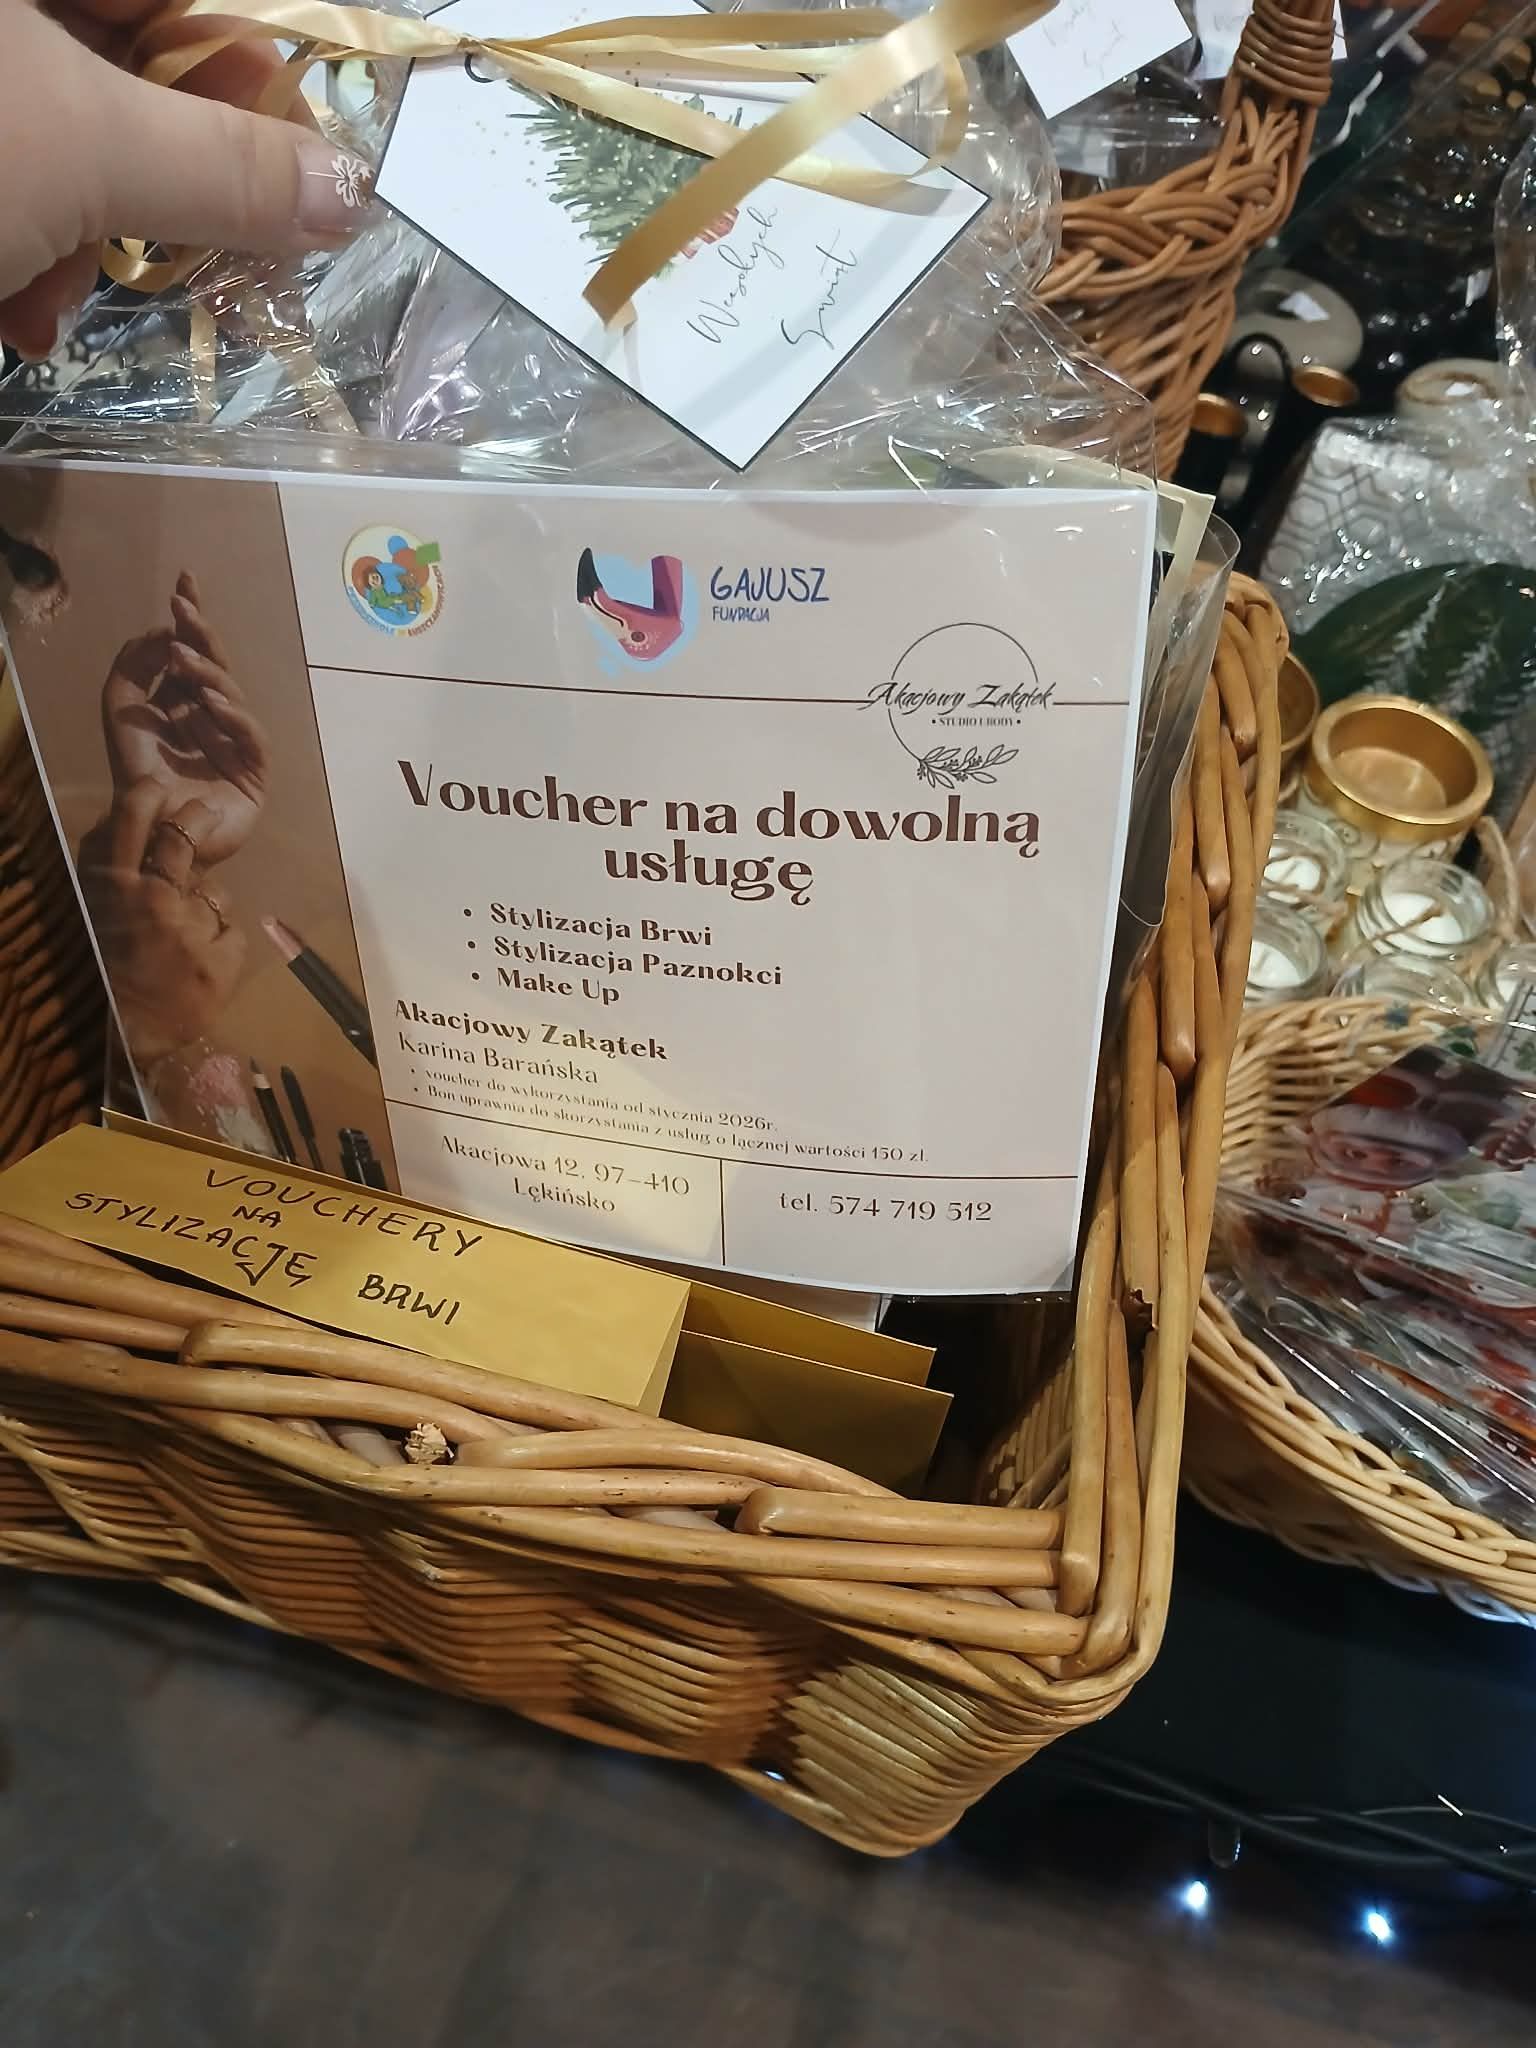 Wesołych
Świąt
GAJUSZ
FUNDACJA
Akacjowy Zakątek
• STUDIO URODY •
Voucher na dowolną
usługę
• Stylizacja Brwi
• Stylizacja Paznokci
• Make Up
Akacjowy Zakątek
Karina Barańska
• voucher do wykorzystania od stycznia 2026r.
• Bon uprawnia do skorzystania z usług o łącznej wartości 150 zł.
Akacjowa 12, 97-410
Łękińsko
tel. 574 719 512
VOUCHERY
NA
STYLIZACJĘ BRWI